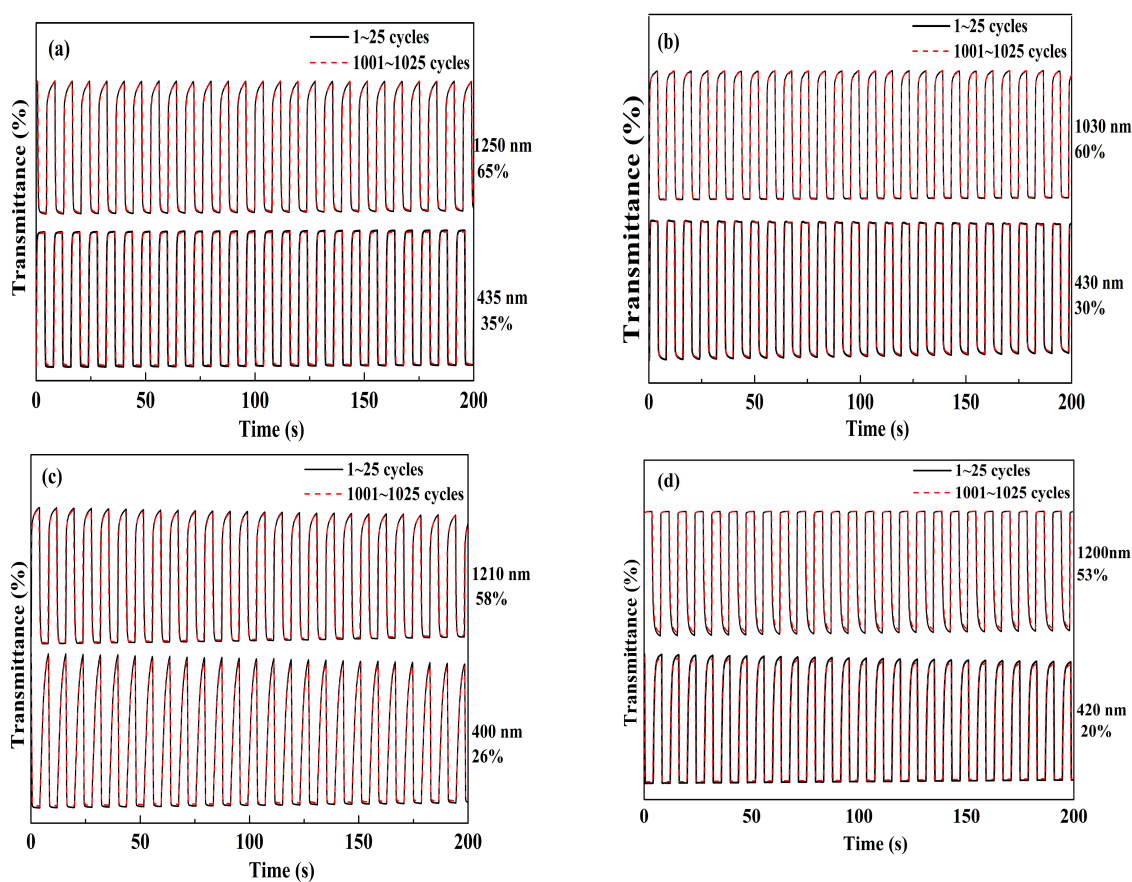 (a)
1~25 cycles
1001~1025 cycles
Transmittance (%)
1250 nm
65%
435 nm
35%
0 50 100 150 200
Time (s)
(b)
1~25 cycles
1001~1025 cycles
Transmittance (%)
1030 nm
60%
430 nm
30%
0 50 100 150 200
Time (s)
(c)
1~25 cycles
1001~1025 cycles
Transmittance (%)
1210 nm
58%
400 nm
26%
0 50 100 150 200
Time (s)
(d)
1~25 cycles
1001~1025 cycles
Transmittance (%)
1200nm
53%
420 nm
20%
0 50 100 150 200
Time (s)